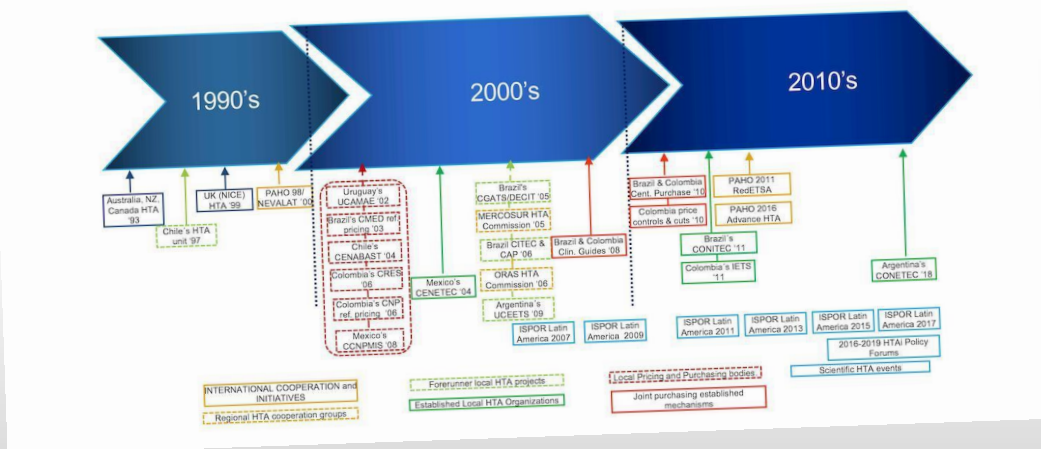 1990's
2000's
2010's
Australia, NZ,
Canada HTA
'93
Chile's HTA
unit '97
UK (NICE)
HTA '99
PAHO 98/
NEVALAT '00
Uruguay's
UCAMAE '02
Brazil's CMED ref
pricing '03
Chile's
CENABAST '04
Colombia's CRES
'06
Colombia's CNP
ref. pricing '06
Mexico's
CCNPMIS '08
Mexico's
CENETEC '04
Brazil's
CGATS/DECIT '05
MERCOSUR HTA
Commission '05
Brazil CITEC &
CAP '06
ORAS HTA
Commission '06
Argentina's
UCEETS '09
Brazil & Colombia
Clin. Guides '08
Brazil & Colombia
Cent. Purchase '10
Colombia price
controls & cuts '10
Brazil's
CONITEC '11
Colombia's IETS
'11
PAHO 2011
RedETSA
PAHO 2016
Advance HTA
Argentina's
CONETEC '18
ISPOR Latin
America 2007
ISPOR Latin
America 2009
ISPOR Latin
America 2011
ISPOR Latin
America 2013
ISPOR Latin
America 2015
ISPOR Latin
America 2017
2016-2019 HTAi Policy
Forums
Scientific HTA events
INTERNATIONAL COOPERATION and
INITIATIVES
Regional HTA cooperation groups
Forerunner local HTA projects
Established Local HTA Organizations
Local Pricing and Purchasing bodies
Joint purchasing established
mechanisms